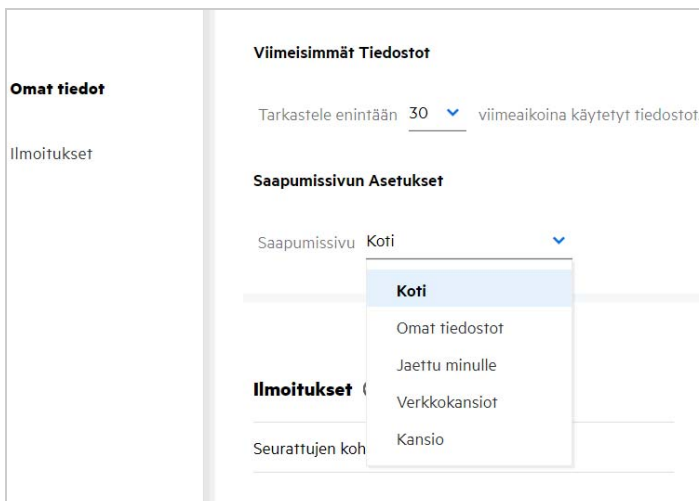 Omat tiedot
Ilmoitukset
Viimeisimmät Tiedostot
Tarkastele enintään 30 viimeaikoina käytetyt tiedostot
Saapumissivun Asetukset
Saapumissivu Koti
Koti
Omat tiedostot
Jaettu minulle
Verkkokansiot
Kansio
Ilmoitukset
Seurattujen koh